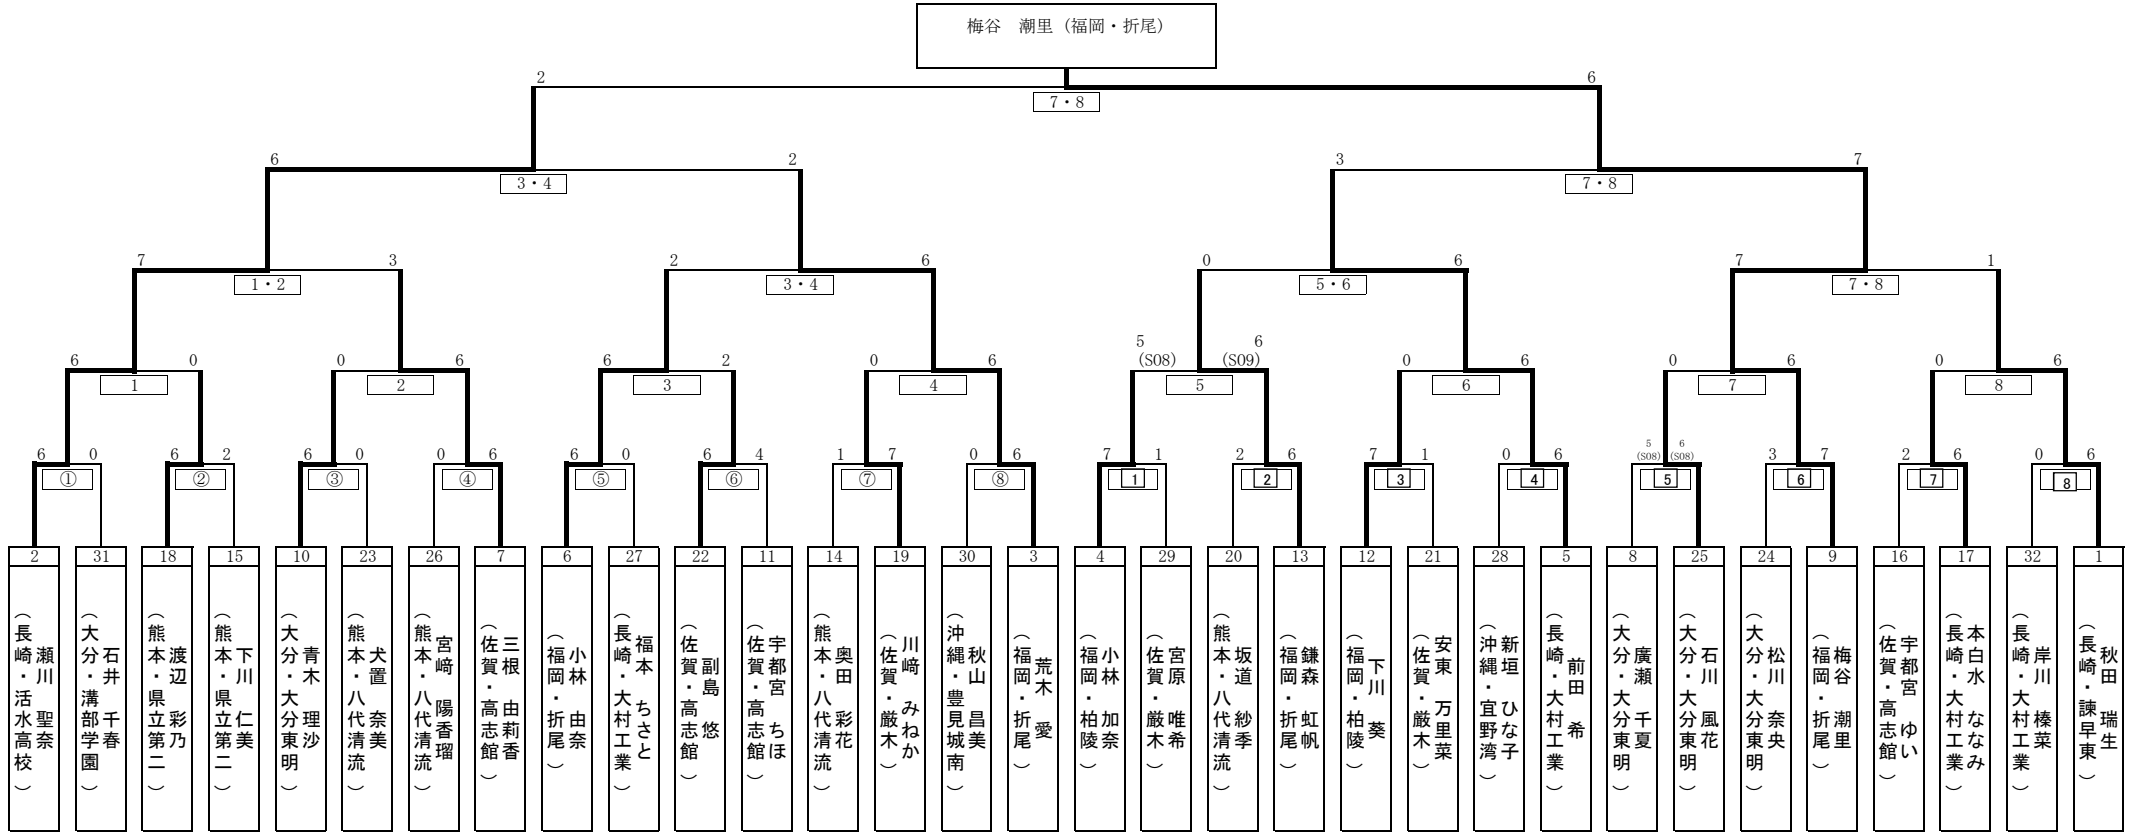 梅谷　潮里（福岡・折尾）
2 6
7・8
6 2 3 7
3・4 7・8
7 3 2 6 0 6 7 1
1・2 3・4 5・6 7・8
5 6
6 0 0 6 6 2 0 6 (S08) (S09) 0 6 0 6 0 6
1 2 3 4 5 6 7 8
5 6
6 0 6 2 6 0 0 6 6 0 6 4 1 7 0 6 7 1 2 6 7 1 0 6 (S08) (S08) 3 7 2 6 0 6
① ② ③ ④ ⑤ ⑥ ⑦ ⑧ 1 2 3 4 5 6 7 8
2 31 18 15 10 23 26 7 6 27 22 11 14 19 30 3 4 29 20 13 12 21 28 5 8 25 24 9 16 17 32 1
瀬川　聖奈
（長崎・活水高校）
石井　千春
（大分・溝部学園）
渡辺　彩乃
（熊本・県立第二）
下川　仁美
（熊本・県立第二）
青木　理沙
（大分・大分東明）
犬置　奈美
（熊本・八代清流）
宮﨑　陽香瑠
（熊本・八代清流）
三根　由莉香
（佐賀・高志館）
小林　由奈
（福岡・折尾）
福本　ちさと
（長崎・大村工業）
副島　悠
（佐賀・高志館）
宇都宮　ちほ
（佐賀・高志館）
奥田　彩花
（熊本・八代清流）
川﨑　みねか
（佐賀・厳木）
秋山　昌美
（沖縄・豊見城南）
荒木　愛
（福岡・折尾）
小林　加奈
（福岡・柏陵）
宮原　唯希
（佐賀・厳木）
坂道　紗季
（熊本・八代清流）
鎌森　虹帆
（福岡・折尾）
下川　葵
（福岡・柏陵）
安東　万里菜
（佐賀・厳木）
新垣　ひな子
（沖縄・宜野湾）
前田　希
（長崎・大村工業）
廣瀬　千夏
（大分・大分東明）
石川　風花
（大分・大分東明）
松川　奈央
（大分・大分東明）
梅谷　潮里
（福岡・折尾）
宇都宮　ゆい
（佐賀・高志館）
本白水　ななみ
（長崎・大村工業）
岸川　榛菜
（長崎・大村工業）
秋田　瑞生
（長崎・諫早東）